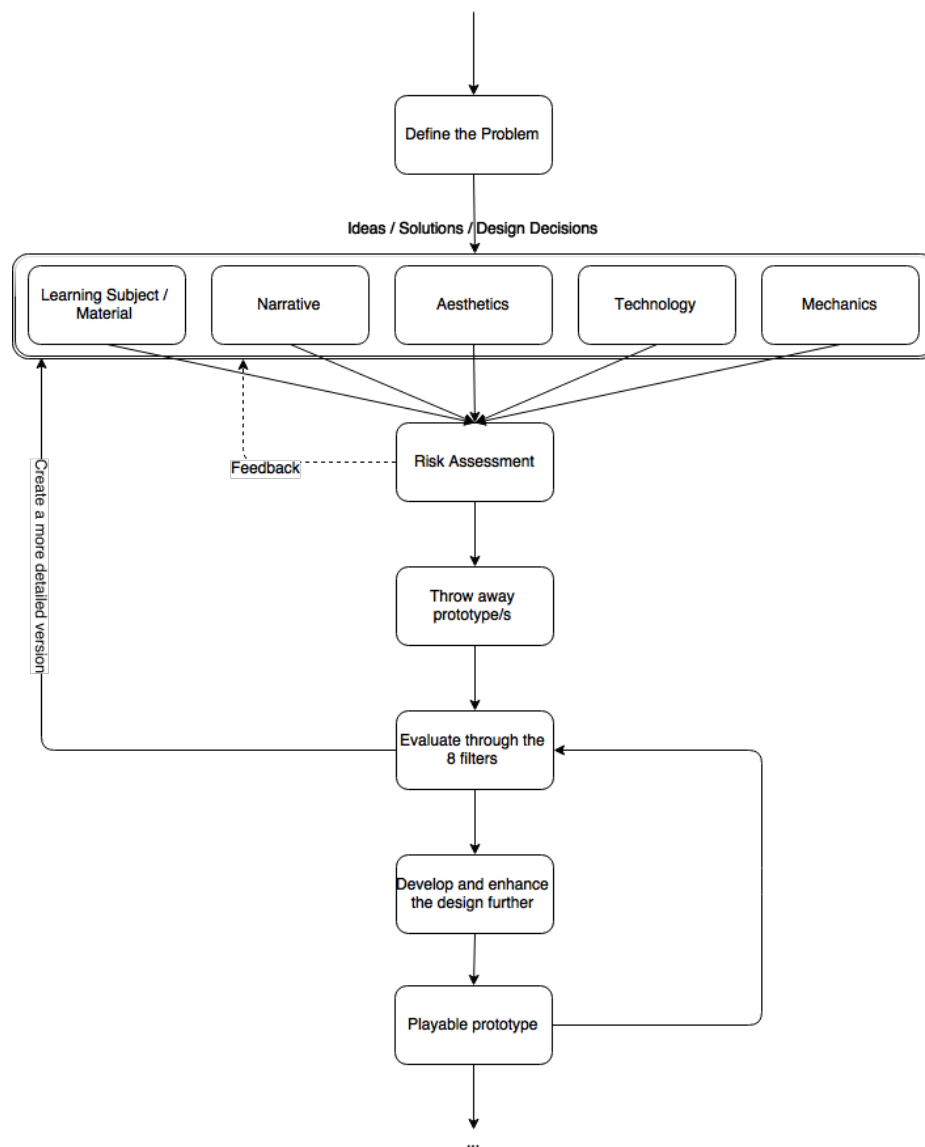 Define the Problem
Ideas / Solutions / Design Decisions
Learning Subject /
Material
Narrative
Aesthetics
Technology
Mechanics
Risk Assessment
Feedback
Create a more detailed version
Throw away
prototype/s
Evaluate through the
8 filters
Develop and enhance
the design further
Playable prototype
...